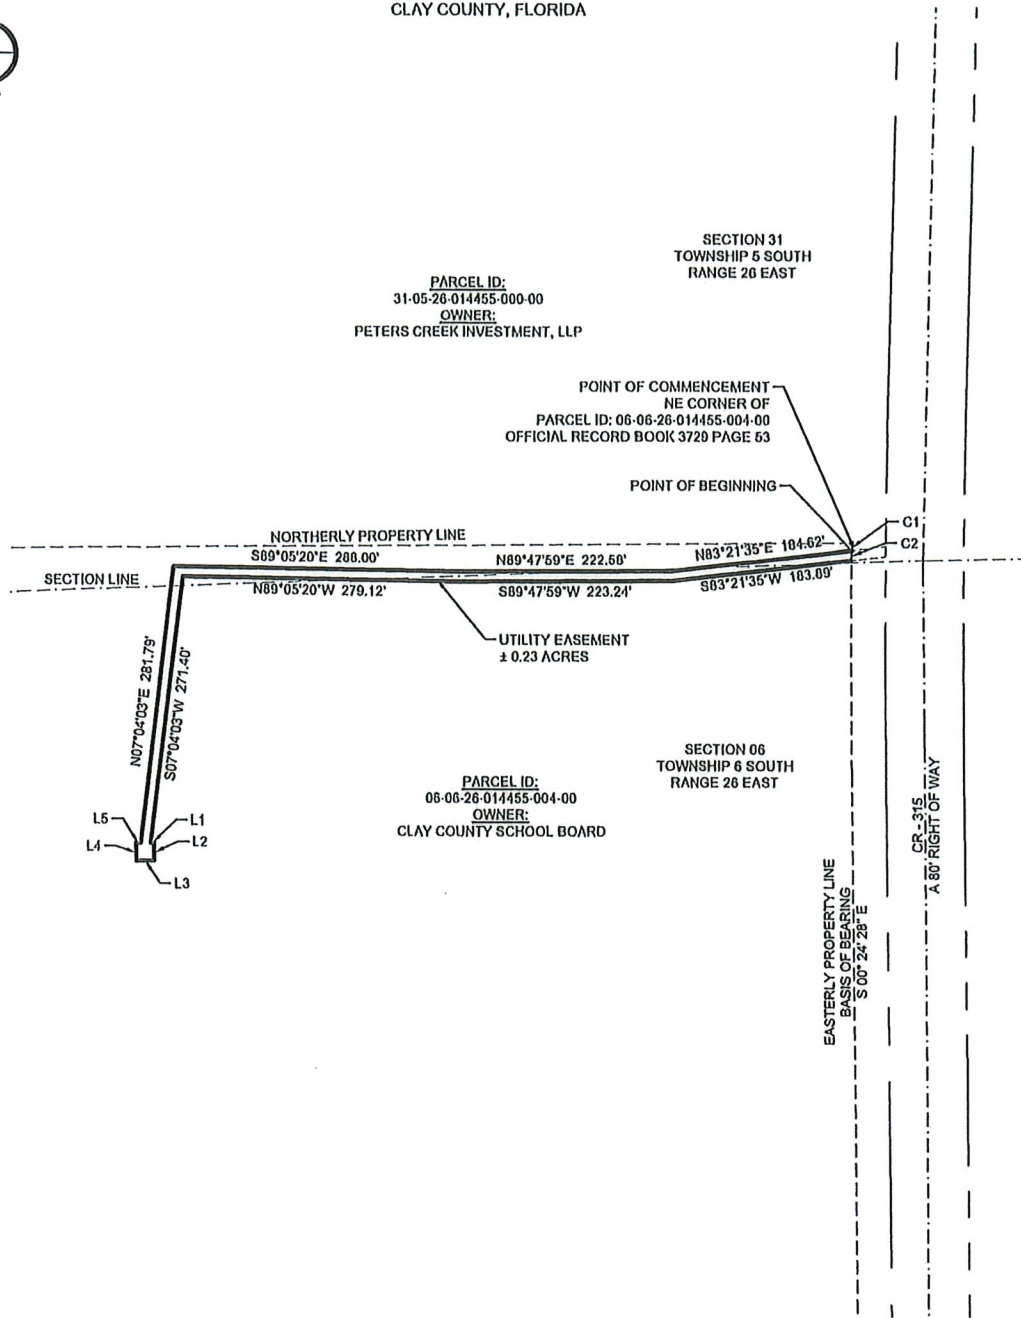 CLAY COUNTY, FLORIDA
SECTION 31
TOWNSHIP 5 SOUTH
RANGE 26 EAST
PARCEL ID:
31-05-26-014455-000-00
OWNER:
PETERS CREEK INVESTMENT, LLP
POINT OF COMMENCEMENT
NE CORNER OF
PARCEL ID: 06-06-26-014455-004-00
OFFICIAL RECORD BOOK 3729 PAGE 53
POINT OF BEGINNING
C1
C2
NORTHERLY PROPERTY LINE
S89°05'20"E 288.00'
N89°47'59"E 222.58'
N83°21'35"E 184.62'
SECTION LINE
N89°05'20"W 279.12'
S89°47'59"W 223.24'
S83°21'35"W 183.09'
UTILITY EASEMENT
± 0.23 ACRES
N07°04'03"E 281.79'
S07°04'03"W 271.40'
SECTION 06
TOWNSHIP 6 SOUTH
RANGE 26 EAST
PARCEL ID:
06-06-26-014455-004-00
OWNER:
CLAY COUNTY SCHOOL BOARD
L5
L1
L4
L2
L3
EASTERLY PROPERTY LINE
BASIS OF BEARING
S 00° 24' 28" E
CR - 315
A 80' RIGHT OF WAY